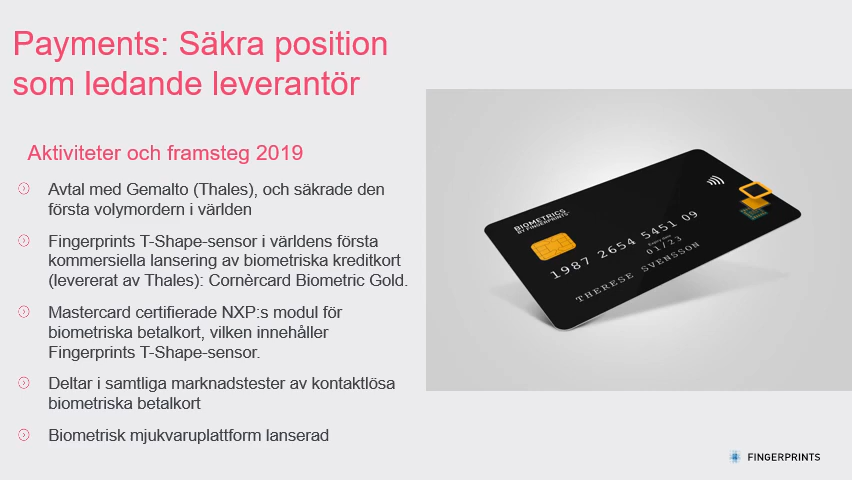 Payments: Säkra position
som ledande leverantör
Aktiviteter och framsteg 2019
Avtal med Gemalto (Thales), och säkrade den
första volymordern i världen
Fingerprints T-Shape-sensor i världens första
kommersiella lansering av biometriska kreditkort
(levererat av Thales): Cornèrcard Biometric Gold.
Mastercard certifierade NXP:s modul för
biometriska betalkort, vilken innehåller
Fingerprints T-Shape-sensor.
Deltar i samtliga marknadstester av kontaktlösa
biometriska betalkort
Biometrisk mjukvaruplattform lanserad
BIOMETRICS
BY FINGERPRINTS
1987 2654 5451 09
01/23
THERESE SVENSSON
FINGERPRINTS